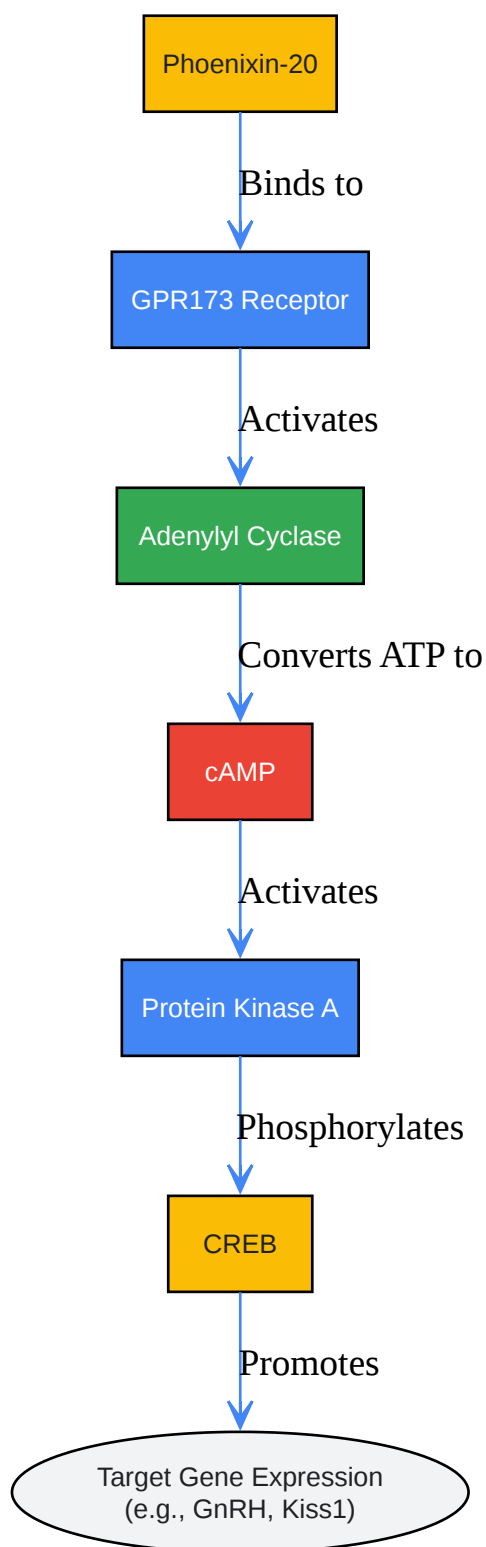 Phoenixin-20
Binds to
GPR173 Receptor
Activates
Adenylyl Cyclase
Converts ATP to
cAMP
Activates
Protein Kinase A
Phosphorylates
CREB
Promotes
Target Gene Expression
(e.g., GnRH, Kiss1)